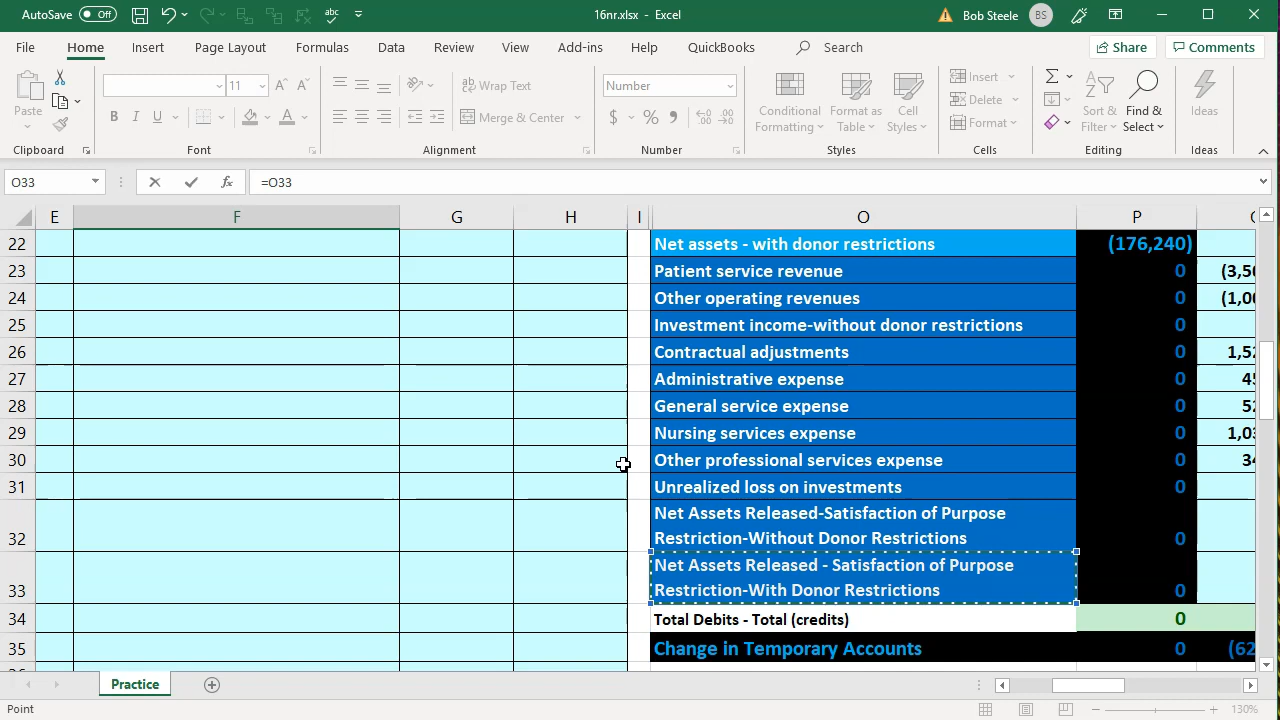 AutoSave Off 16nr.xlsx - Excel Bob Steele BS
File Home Insert Page Layout Formulas Data Review View Add-ins Help QuickBooks Search Share Comments
Paste 11 Wrap Text Number Conditional Formatting Format as Table Cell Styles Insert Sort & Filter Find & Select Ideas
B I U A Merge & Center $ % Delete
Format
Clipboard Font Alignment Number Styles Cells Editing Ideas
O33 fx =O33
E F G H I O P
22 Net assets - with donor restrictions (176,240)
23 Patient service revenue 0 (3,5
24 Other operating revenues 0 (1,0
25 Investment income-without donor restrictions 0
26 Contractual adjustments 0 1,52
27 Administrative expense 0 45
28 General service expense 0 52
29 Nursing services expense 0 1,03
30 Other professional services expense 0 34
31 Unrealized loss on investments 0
Net Assets Released-Satisfaction of Purpose
32 Restriction-Without Donor Restrictions 0
Net Assets Released - Satisfaction of Purpose
33 Restriction-With Donor Restrictions 0
34 Total Debits - Total (credits) 0
35 Change in Temporary Accounts 0 (62
Practice
Point 130%